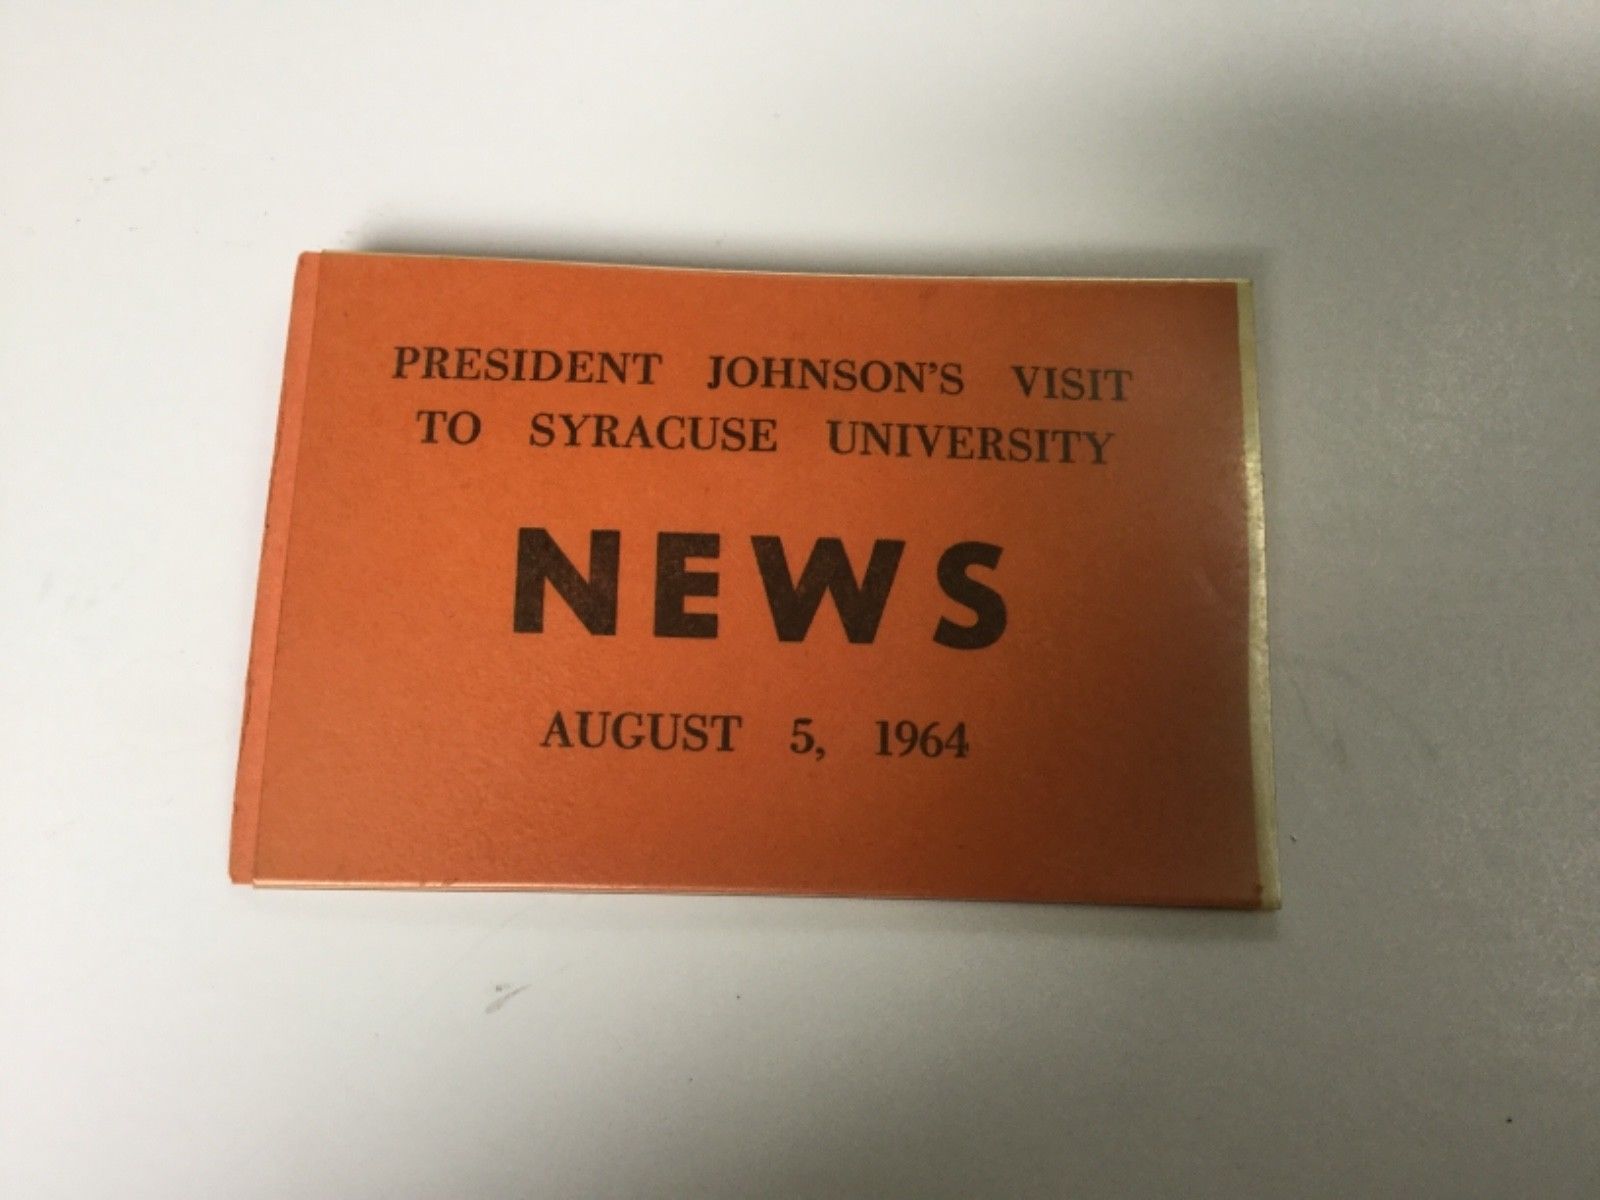 PRESIDENT JOHNSON'S VISIT
TO SYRACUSE UNIVERSITY
NEWS
AUGUST 5, 1964